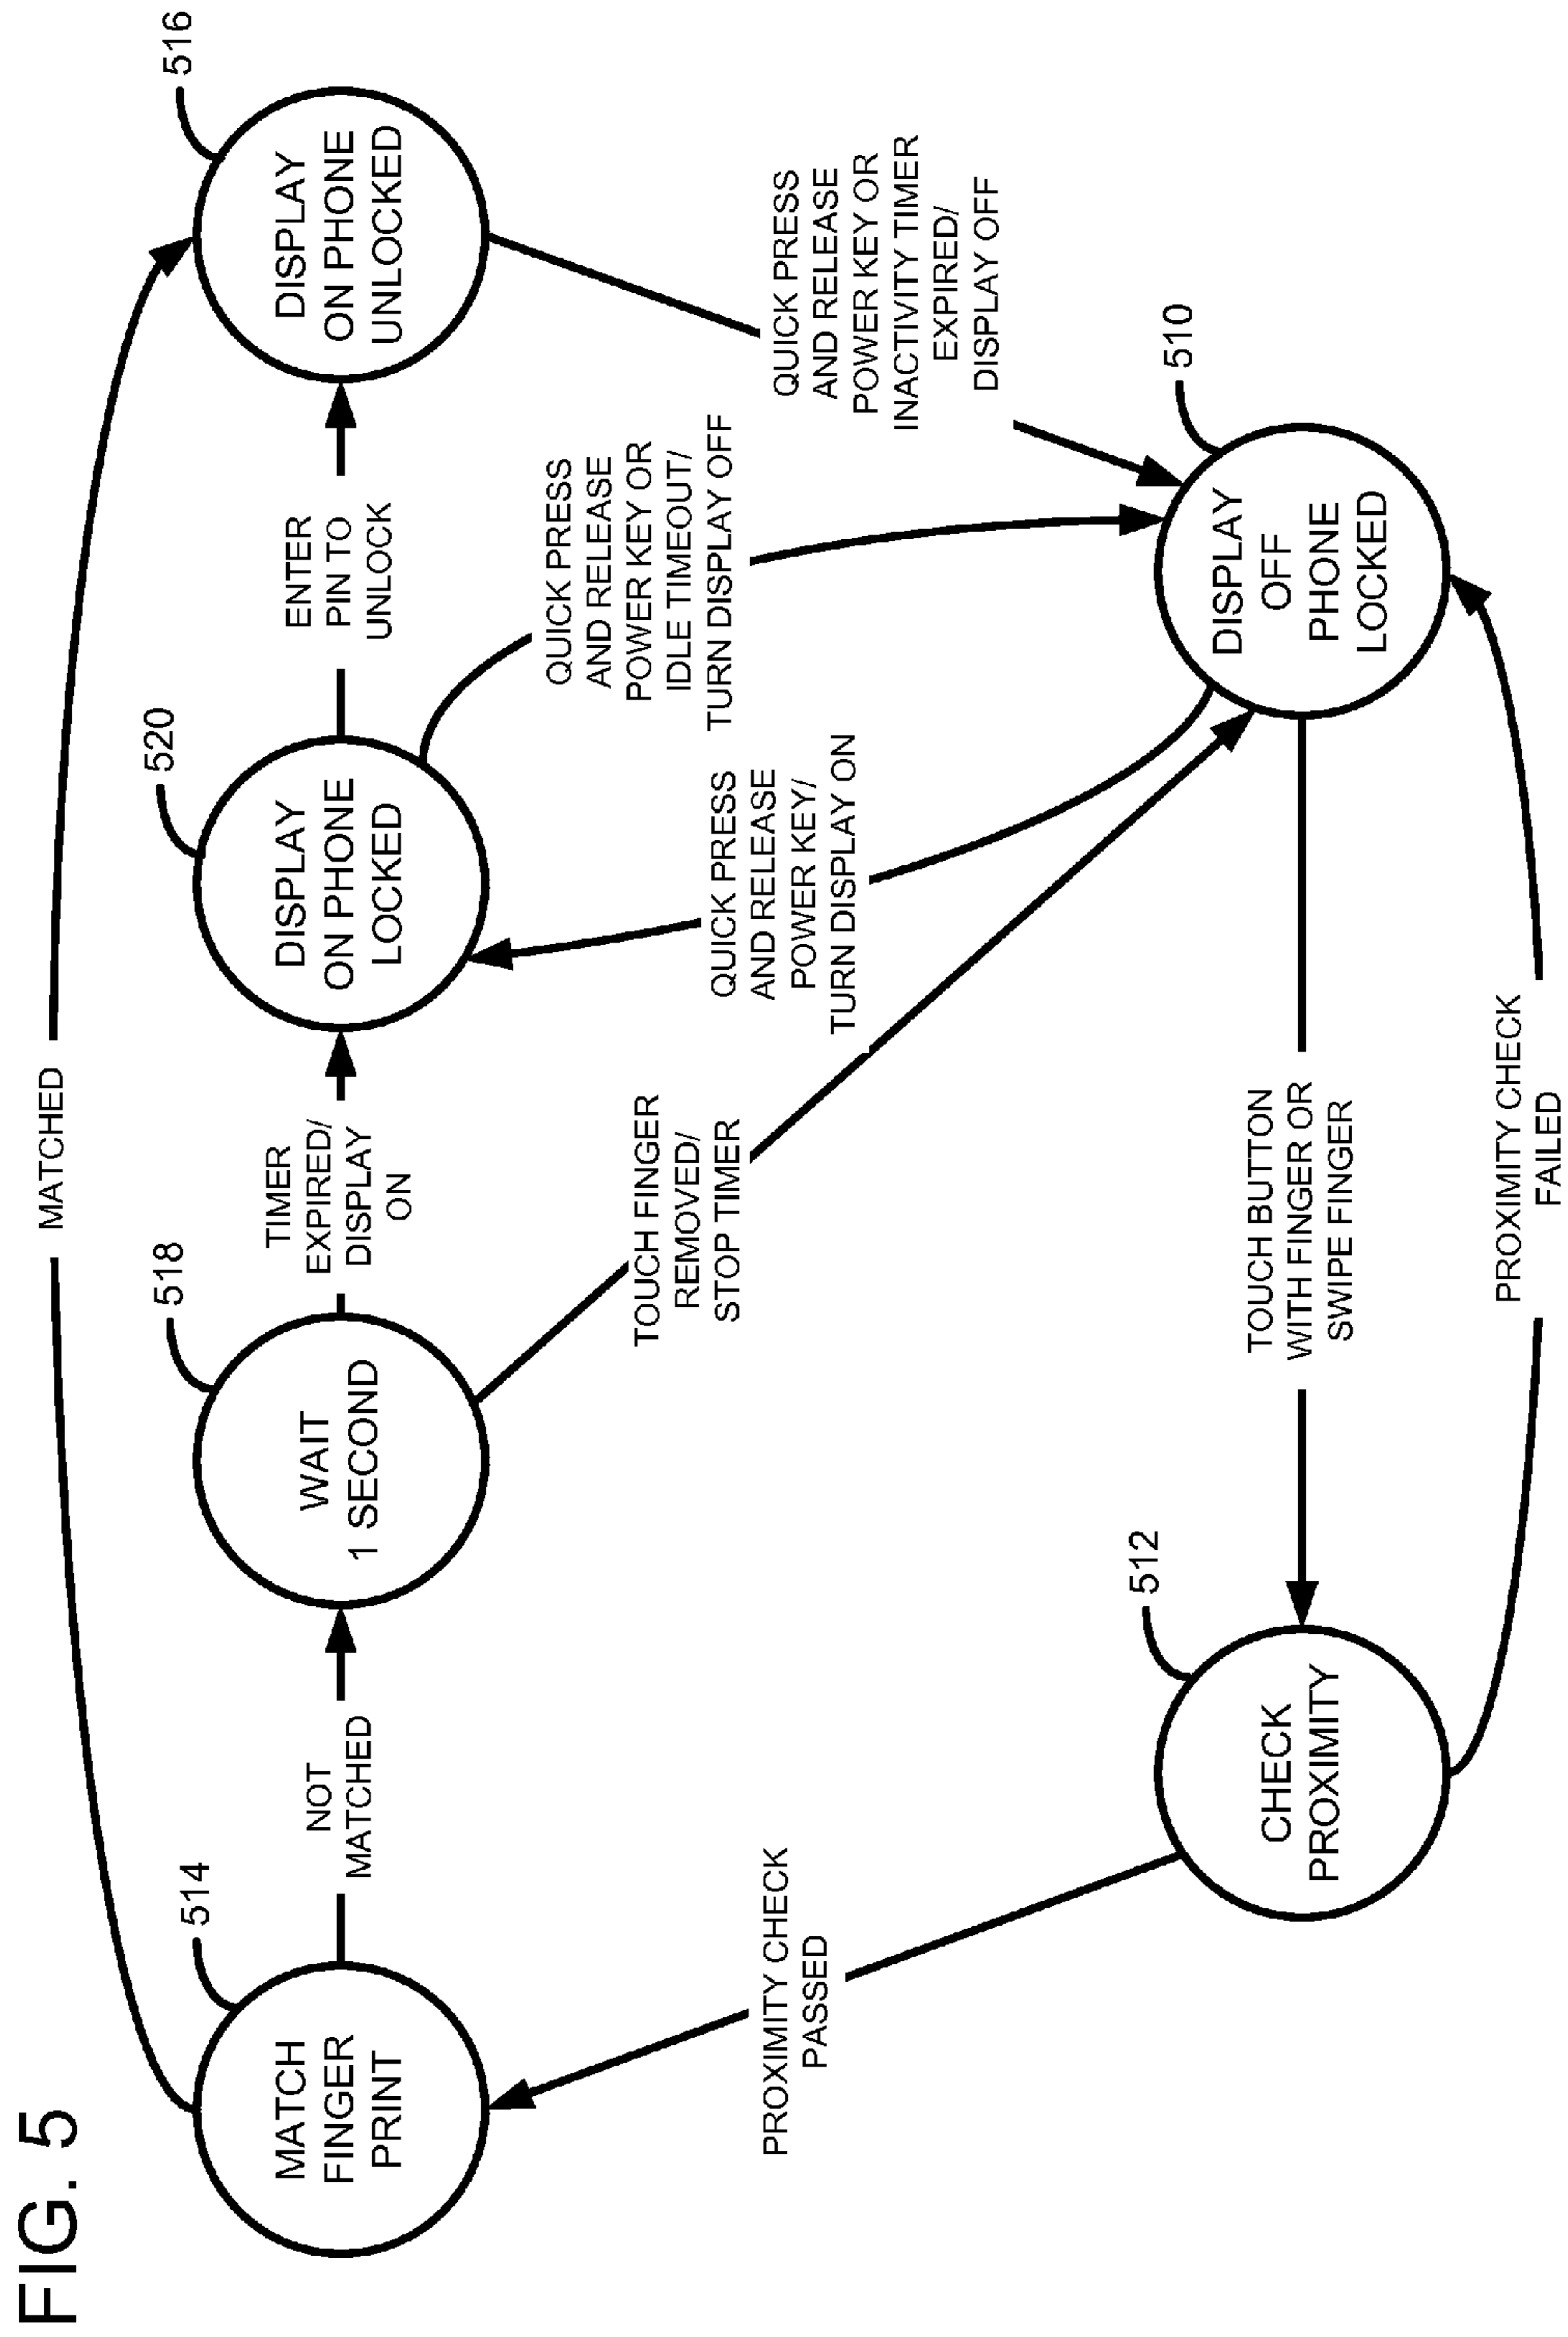 FIG. 5
MATCHED
514
MATCH
FINGER
PRINT
NOT
MATCHED
518
WAIT
1 SECOND
TIMER
EXPIRED/
DISPLAY
ON
520
DISPLAY
ON PHONE
LOCKED
ENTER
PIN TO
UNLOCK
516
DISPLAY
ON PHONE
UNLOCKED
PROXIMITY CHECK
PASSED
TOUCH FINGER
REMOVED/
STOP TIMER
QUICK PRESS
AND RELEASE
POWER KEY/
TURN DISPLAY ON
QUICK PRESS
AND RELEASE
POWER KEY OR
IDLE TIMEOUT/
TURN DISPLAY OFF
QUICK PRESS
AND RELEASE
POWER KEY OR
INACTIVITY TIMER
EXPIRED/
DISPLAY OFF
512
CHECK
PROXIMITY
TOUCH BUTTON
WITH FINGER OR
SWIPE FINGER
510
DISPLAY
OFF
PHONE
LOCKED
PROXIMITY CHECK
FAILED